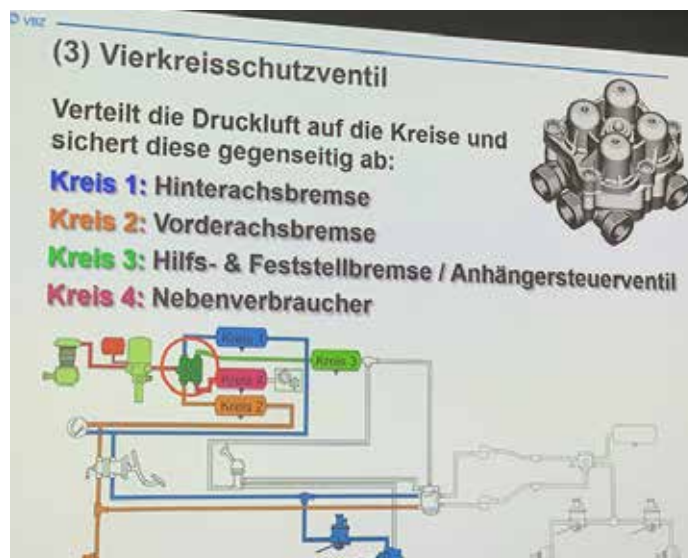 VBZ
(3) Vierkreisschutzventil
Verteilt die Druckluft auf die Kreise und
sichert diese gegenseitig ab:
Kreis 1: Hinterachsbremse
Kreis 2: Vorderachsbremse
Kreis 3: Hilfs- & Feststellbremse / Anhängersteuerventil
Kreis 4: Nebenverbraucher
Kreis 1
Kreis 3
Kreis 4
Kreis 2